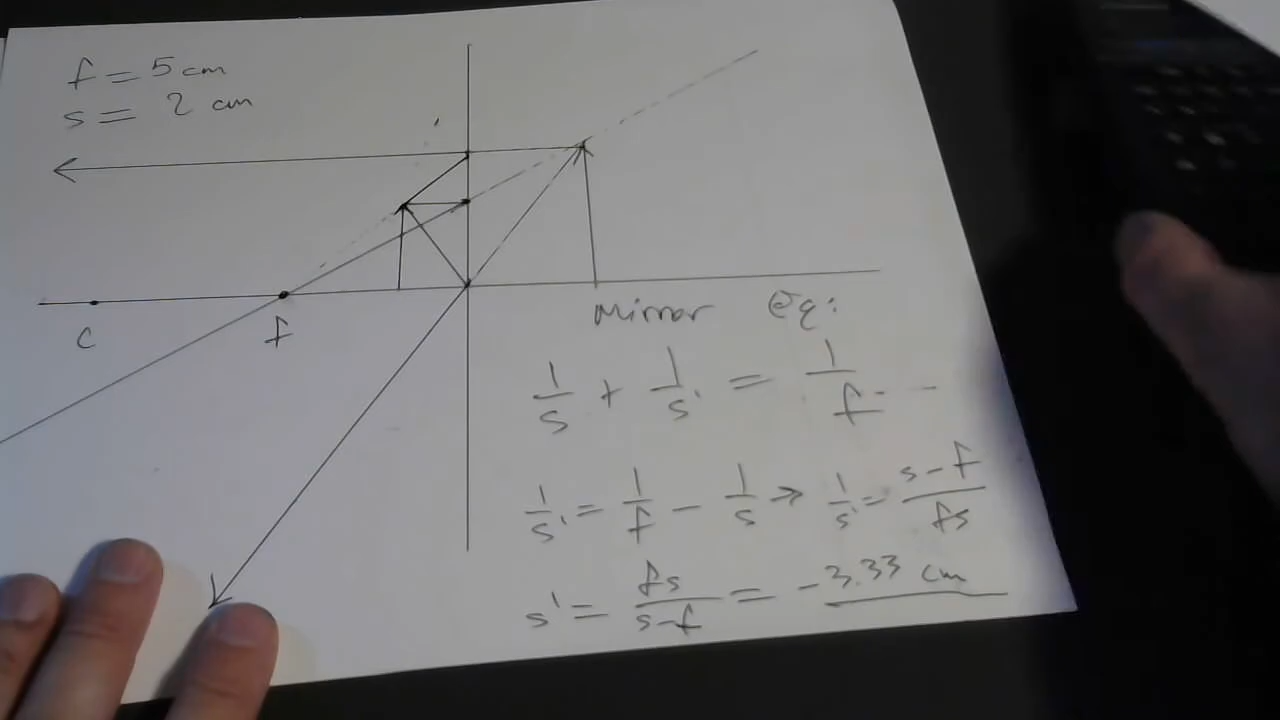 f = 5 cm
s = 2 cm
c
f
Mirror Eq:
1/s + 1/s' = 1/f
1/s' = 1/f - 1/s → 1/s' = s-f/fs
s' = fs/s-f = -3.33 cm